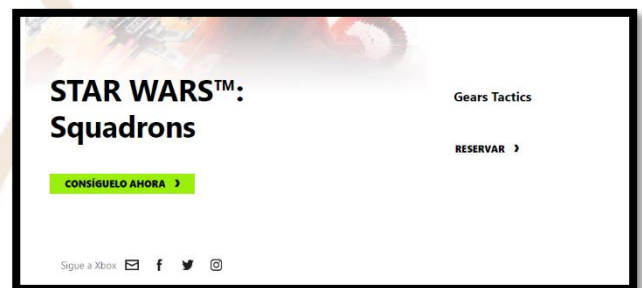 STAR WARS™:
Squadrons
CONSÍGUELO AHORA
Gears Tactics
RESERVAR
Sigue a Xbox